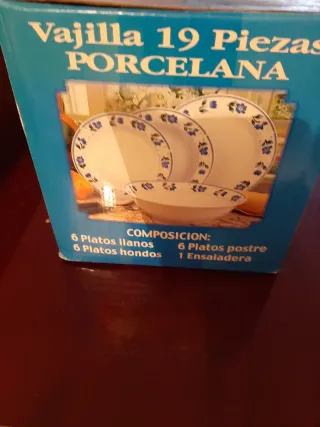 Vajilla 19 Piezas
PORCELANA
COMPOSICION:
6 Platos llanos 6 Platos postre
6 Platos hondos 1 Ensaladera